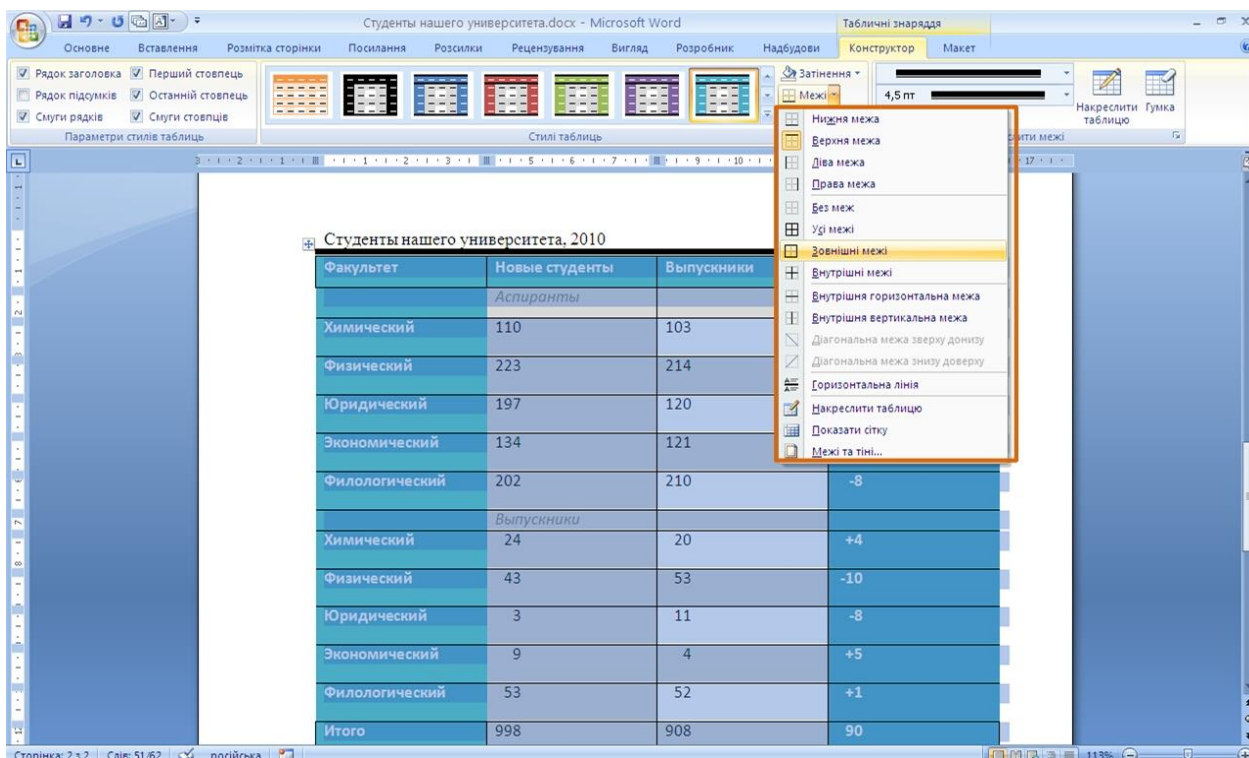 Студенты нашего университета.docx - Microsoft Word
Табличні знаряддя
Основне Вставлення Розмітка сторінки Посилання Розсилки Рецензування Вигляд Розробник Надбудови Конструктор Макет
Рядок заголовка Перший стовпець
Рядок підсумків Останній стовпець
Смуги рядків Смуги стовпців
Параметри стилів таблиць
Стилі таблиць
Затінення
Межі
4,5 пт
Накреслити таблицю
Гумка
Нижня межа
Верхня межа
Ліва межа
Права межа
Без меж
Усі межі
Зовнішні межі
Внутрішні межі
Внутрішня горизонтальна межа
Внутрішня вертикальна межа
Діагональна межа зверху донизу
Діагональна межа знизу доверху
Горизонтальна лінія
Накреслити таблицю
Показати сітку
Межі та тіні...
Студенты нашего университета, 2010
Факультет Новые студенты Выпускники
Аспиранты
Химический 110 103
Физический 223 214
Юридический 197 120
Экономический 134 121
Филологический 202 210 -8
Выпускники
Химический 24 20 +4
Физический 43 53 -10
Юридический 3 11 -8
Экономический 9 4 +5
Филологический 53 52 +1
Итого 998 908 90
Сторінка: 2 з 2 Слів: 51/62 російська 113%